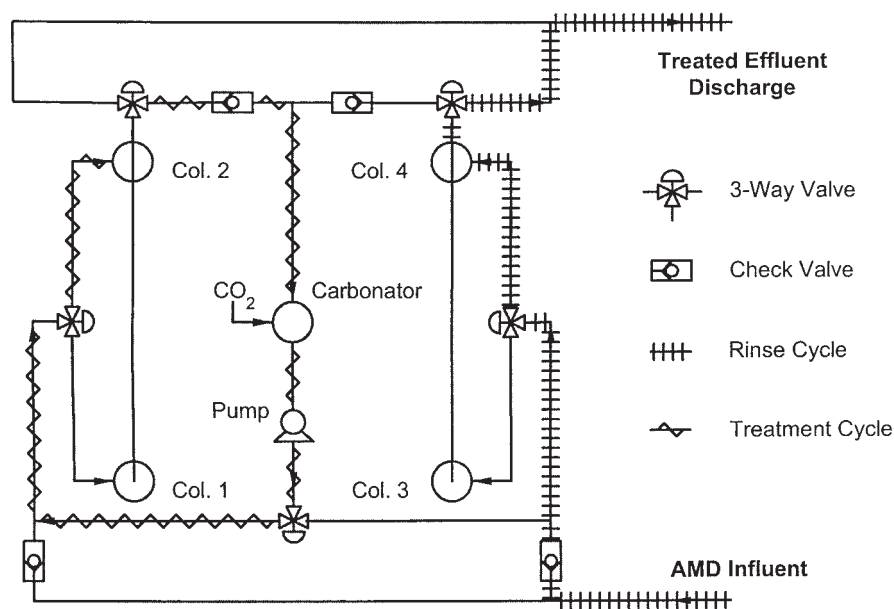 Treated Effluent
Discharge
Col. 2
Col. 4
3-Way Valve
Check Valve
CO2
Carbonator
Rinse Cycle
Pump
Treatment Cycle
Col. 1
Col. 3
AMD Influent